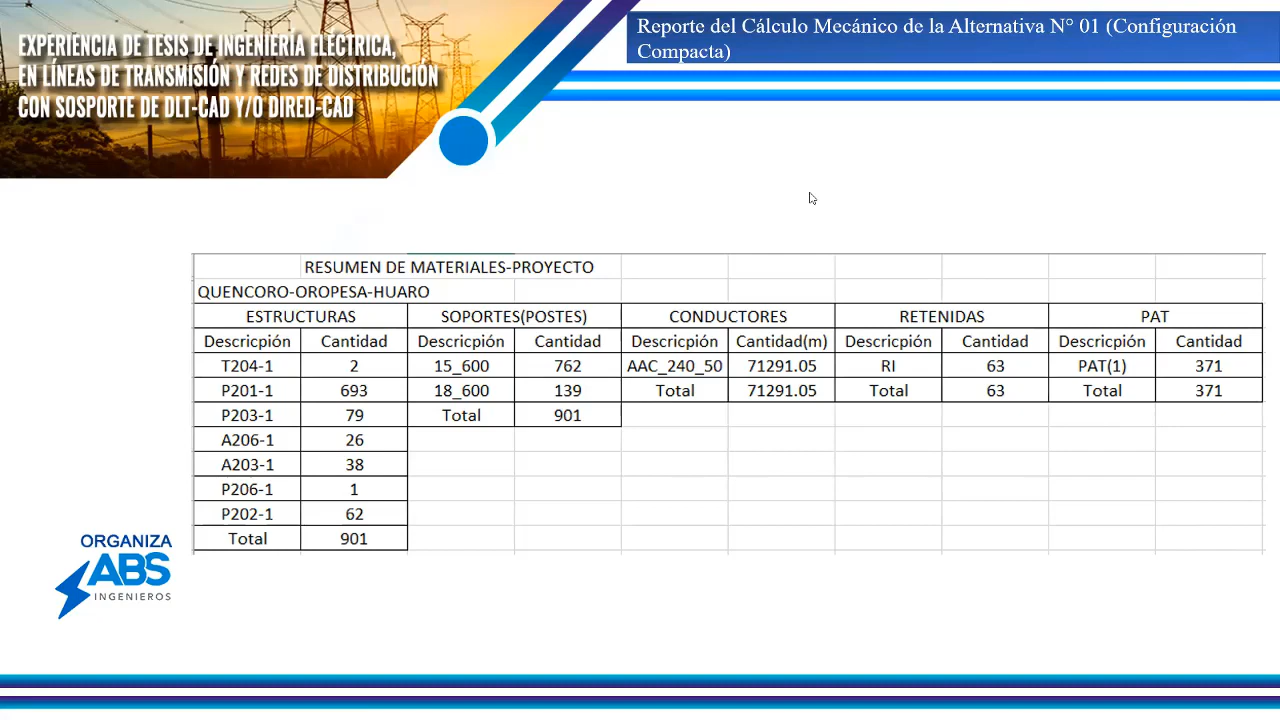 EXPERIENCIA DE TESIS DE INGENIERÍA ELÉCTRICA,
EN LÍNEAS DE TRANSMISIÓN Y REDES DE DISTRIBUCIÓN
CON SOSPORTE DE DLT-CAD Y/O DIRED-CAD
Reporte del Cálculo Mecánico de la Alternativa N° 01 (Configuración
Compacta)
RESUMEN DE MATERIALES-PROYECTO
QUENCORO-OROPESA-HUARO
ESTRUCTURAS SOPORTES(POSTES) CONDUCTORES RETENIDAS PAT
Descricpión Cantidad Descricpión Cantidad Descricpión Cantidad(m) Descricpión Cantidad Descricpión Cantidad
T204-1 2 15_600 762 AAC_240_50 71291.05 RI 63 PAT(1) 371
P201-1 693 18_600 139 Total 71291.05 Total 63 Total 371
P203-1 79 Total 901
A206-1 26
A203-1 38
P206-1 1
P202-1 62
Total 901
ORGANIZA
ABS
INGENIEROS